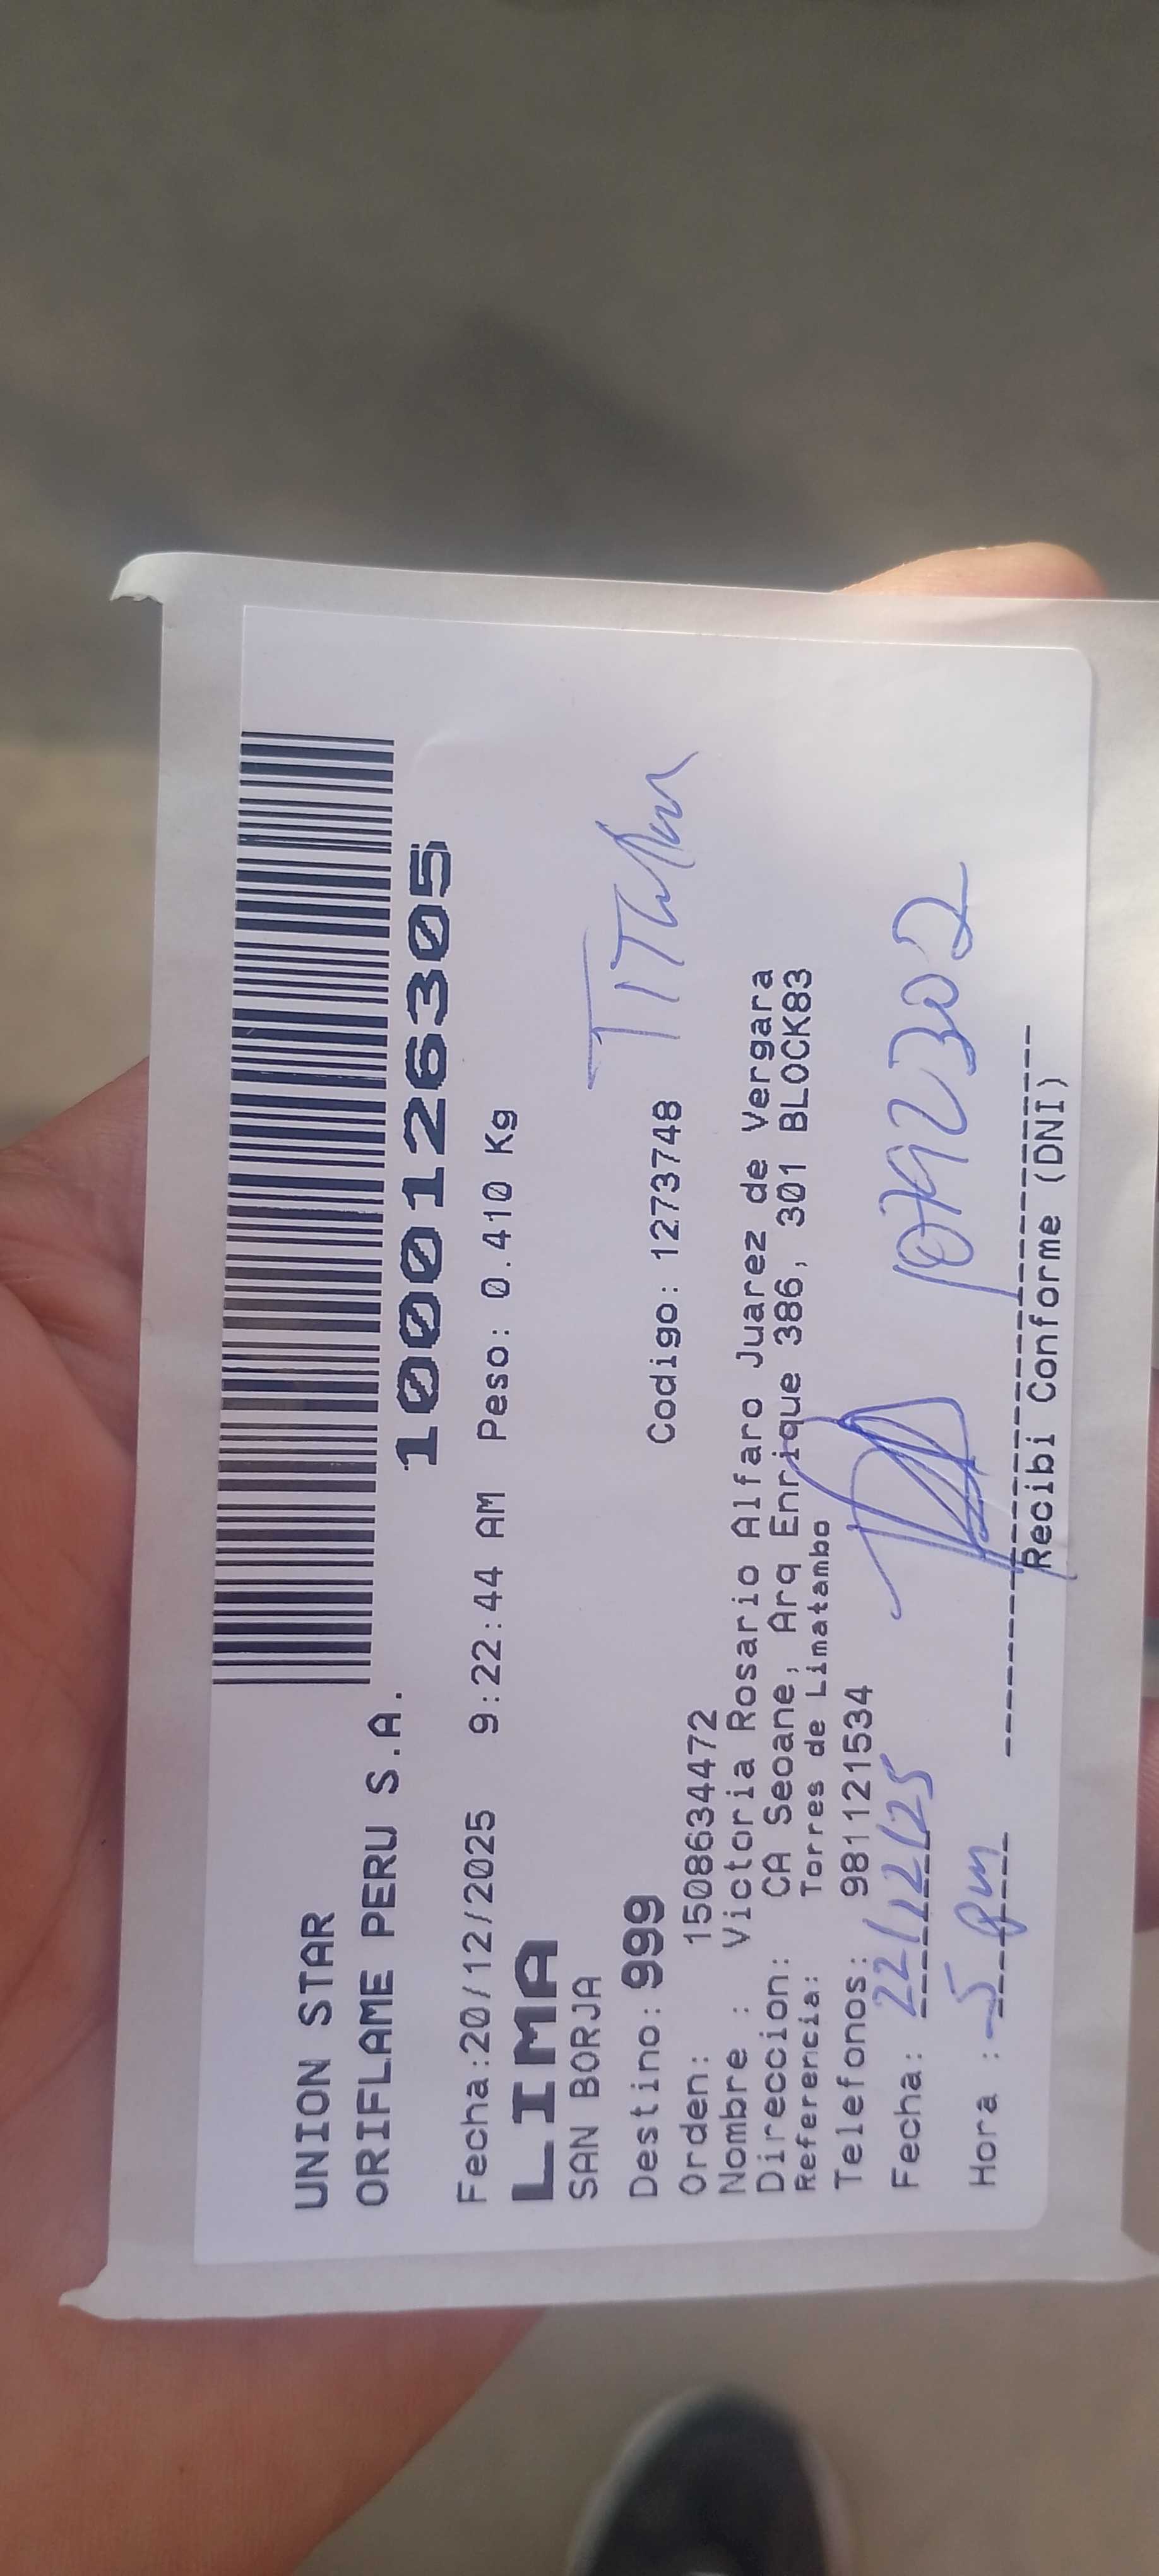 UNION STAR
ORIFLAME PERU S.A.
10001126305
Fecha:20/12/2025 9:22:44 AM Peso: 0.410 Kg
LIMA
SAN BORJA
Destino: 999
Codigo: 1273748
TITular
Orden: 1508634472
Nombre : Victoria Rosario Alfaro Juarez de Vergara
Direccion: CA Seoane, Arq Enrique 386, 301 BLOCK83
Referencia: Torres de Limatambo
Telefonos: 981121534
Fecha: 22/12/25
Hora : 5 pm
Recibi Conforme (DNI)